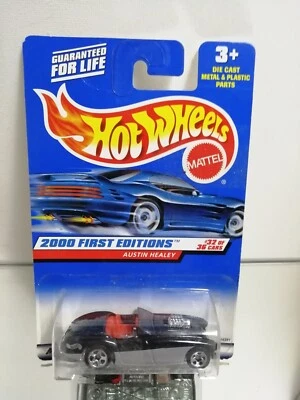 GUARANTEED
FOR LIFE
3+
DIE CAST
METAL & PLASTIC
PARTS
HOT WHEELS
MATTEL
2000 FIRST EDITIONS™
#32 OF
36 CARS
AUSTIN HEALEY